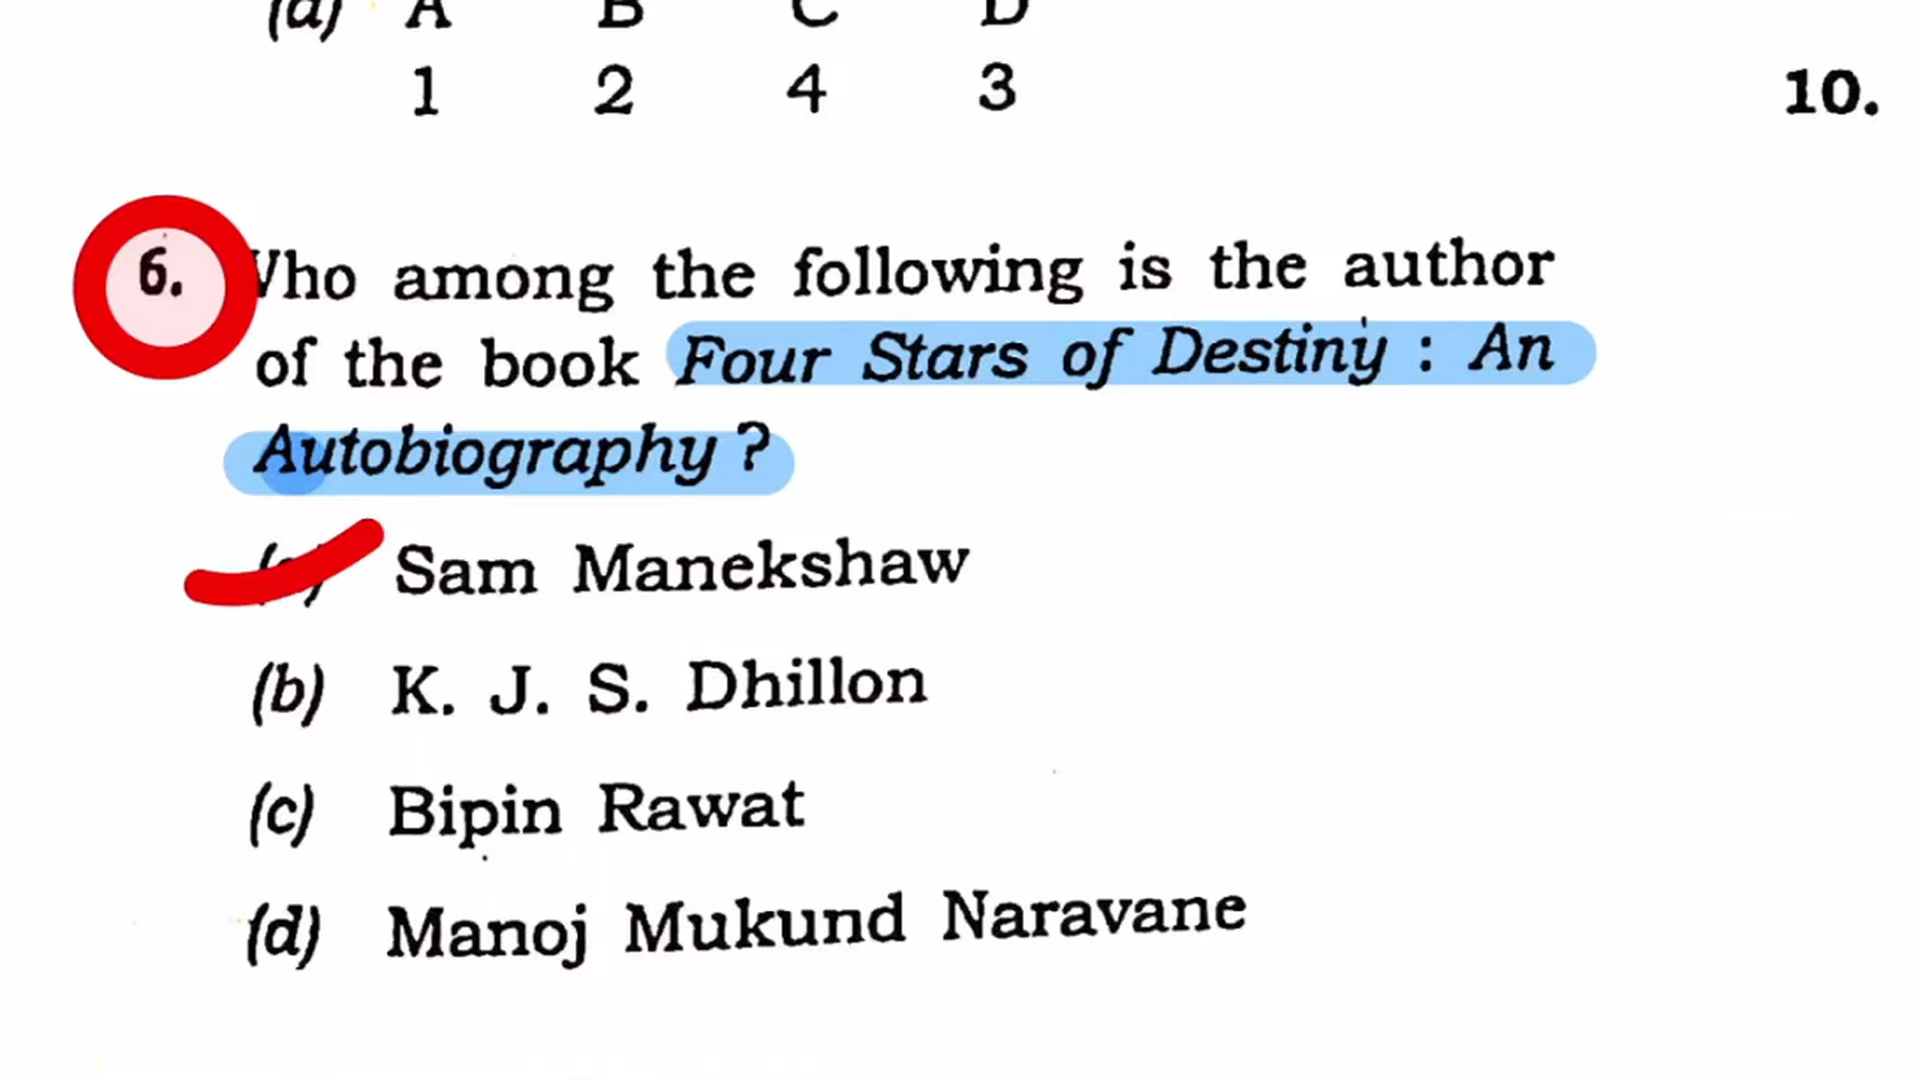 (d) A B C D
1 2 4 3
10.
6. Who among the following is the author
of the book Four Stars of Destiny : An
Autobiography ?
(a) Sam Manekshaw
(b) K. J. S. Dhillon
(c) Bipin Rawat
(d) Manoj Mukund Naravane